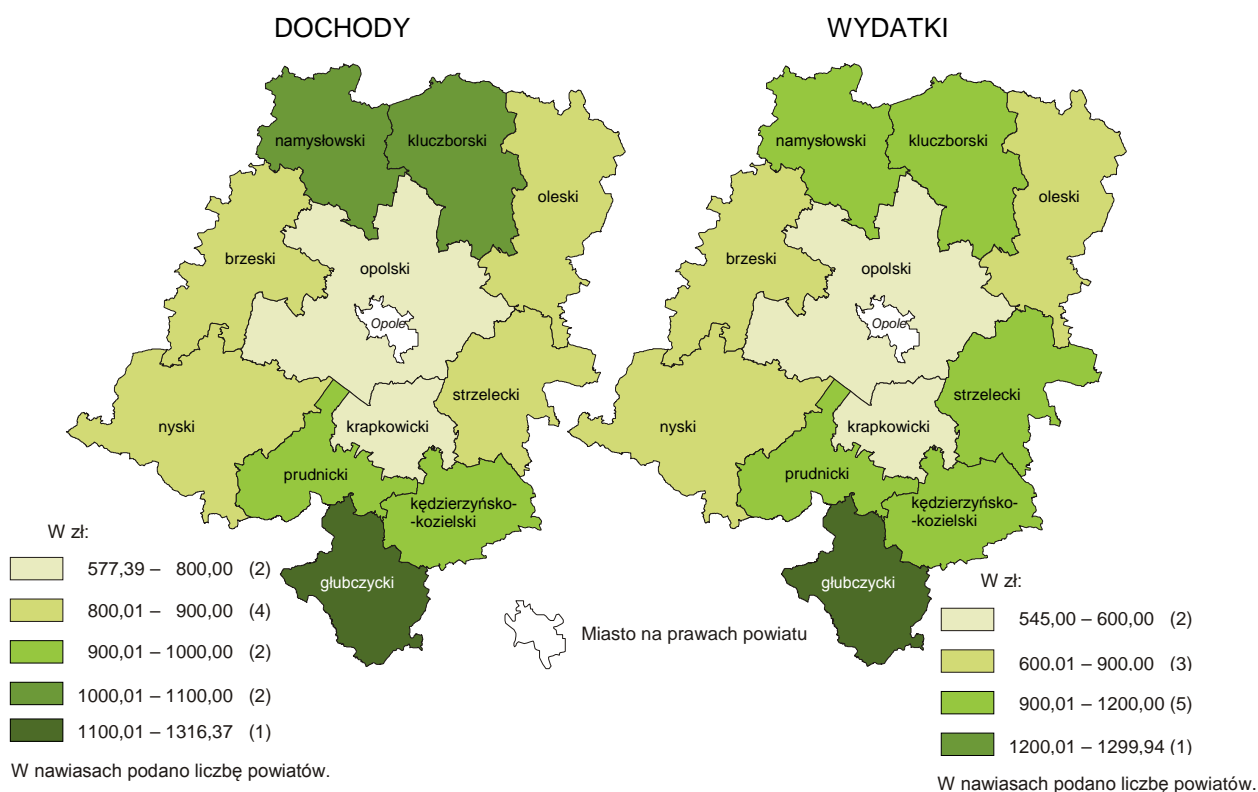 DOCHODY
namysłowski
kluczborski
oleski
brzeski
opolski
Opole
strzelecki
nyski
krapkowicki
prudnicki
kędzierzyńsko-
-kozielski
głubczycki
W zł:
577,39 – 800,00 (2)
800,01 – 900,00 (4)
900,01 – 1000,00 (2)
1000,01 – 1100,00 (2)
1100,01 – 1316,37 (1)
W nawiasach podano liczbę powiatów.
Miasto na prawach powiatu
WYDATKI
namysłowski
kluczborski
oleski
brzeski
opolski
Opole
strzelecki
nyski
krapkowicki
prudnicki
kędzierzyńsko-
-kozielski
głubczycki
W zł:
545,00 – 600,00 (2)
600,01 – 900,00 (3)
900,01 – 1200,00 (5)
1200,01 – 1299,94 (1)
W nawiasach podano liczbę powiatów.